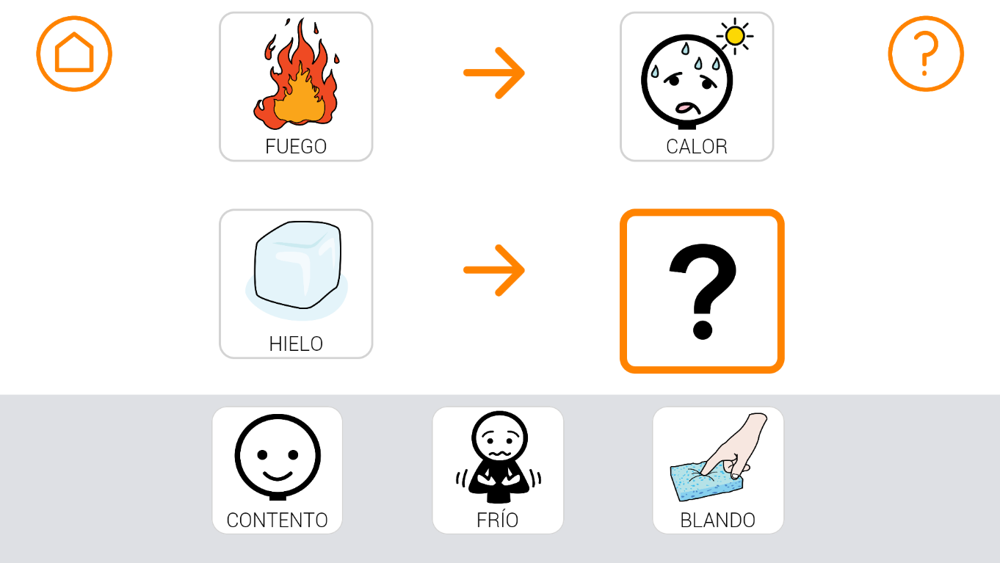 FUEGO
CALOR
HIELO
?
CONTENTO
FRÍO
BLANDO